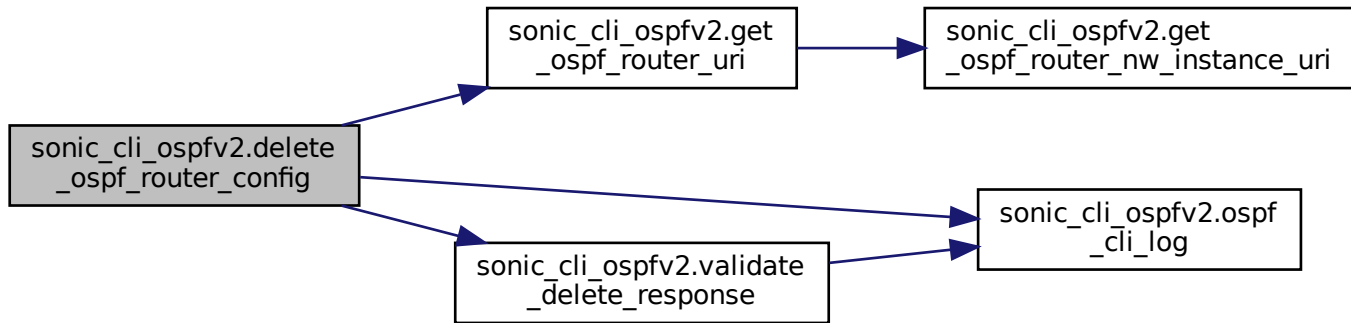 sonic_cli_ospfv2.get
_ospf_router_uri
sonic_cli_ospfv2.get
_ospf_router_nw_instance_uri
sonic_cli_ospfv2.delete
_ospf_router_config
sonic_cli_ospfv2.ospf
_cli_log
sonic_cli_ospfv2.validate
_delete_response